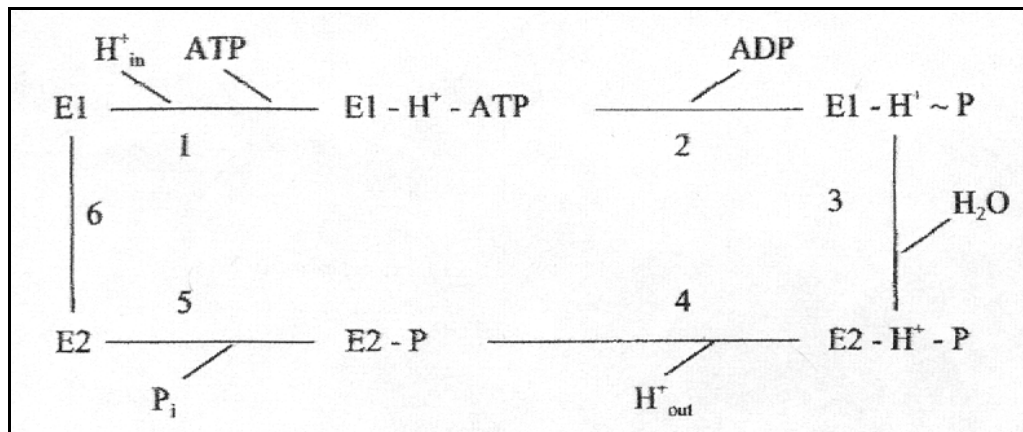 H⁺in ATP ADP
E1 E1 - H⁺ - ATP E1 - H⁺ ~ P
1 2
6 3 H₂O
5 4
E2 E2 - P E2 - H⁺ - P
Pi H⁺out